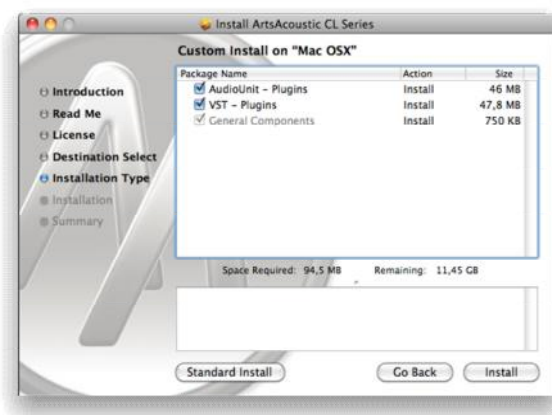 Install ArtsAcoustic CL Series
Custom Install on "Mac OSX"
Introduction
Read Me
License
Destination Select
Installation Type
Installation
Summary
Package Name Action Size
AudioUnit - Plugins Install 46 MB
VST - Plugins Install 47,8 MB
General Components Install 750 KB
Space Required: 94,5 MB Remaining: 11,45 GB
Standard Install Go Back Install